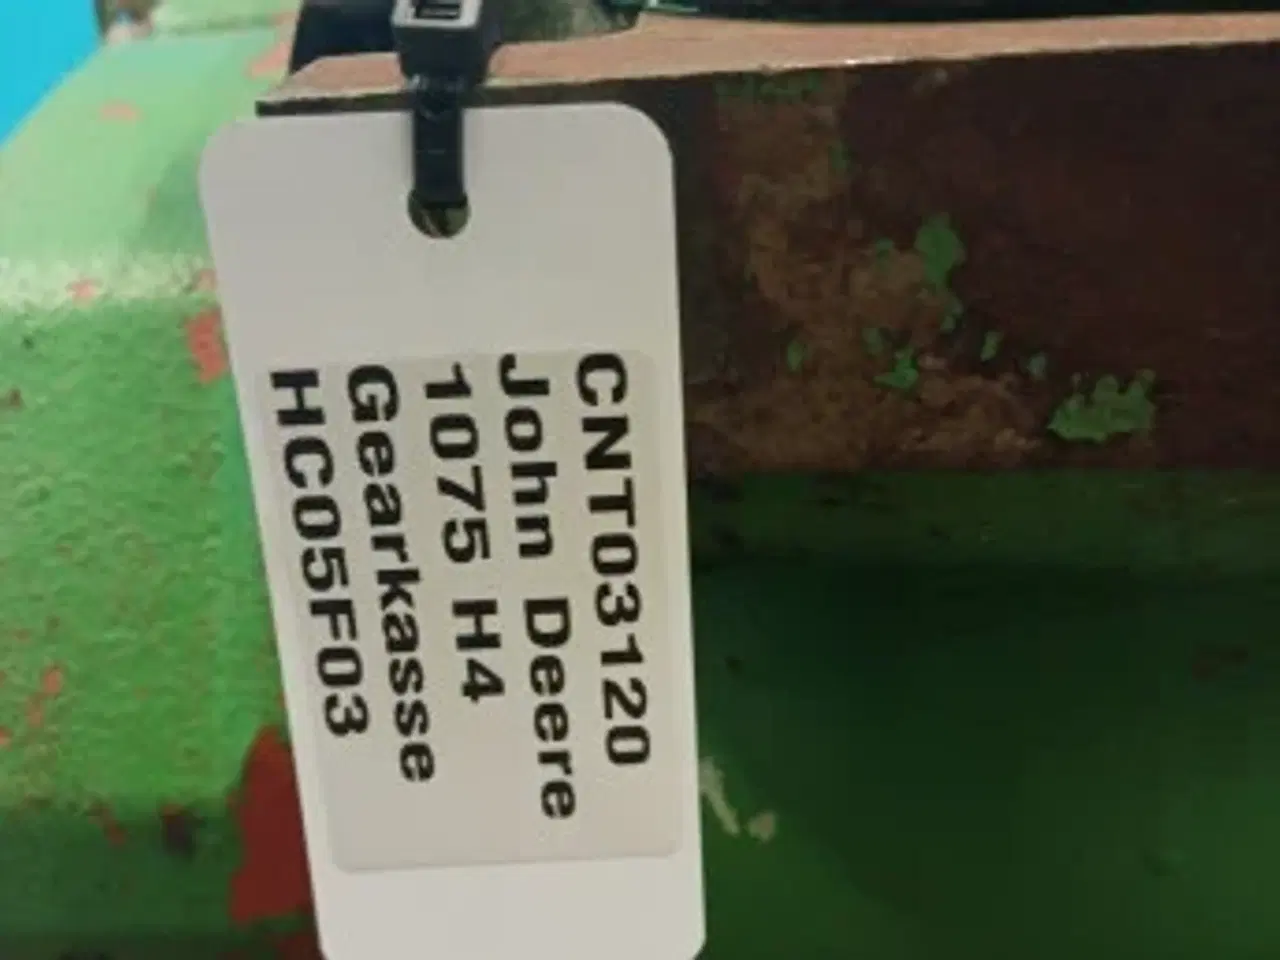 CNT03120
John Deere
1075 H4
Gearkasse
HC05F03